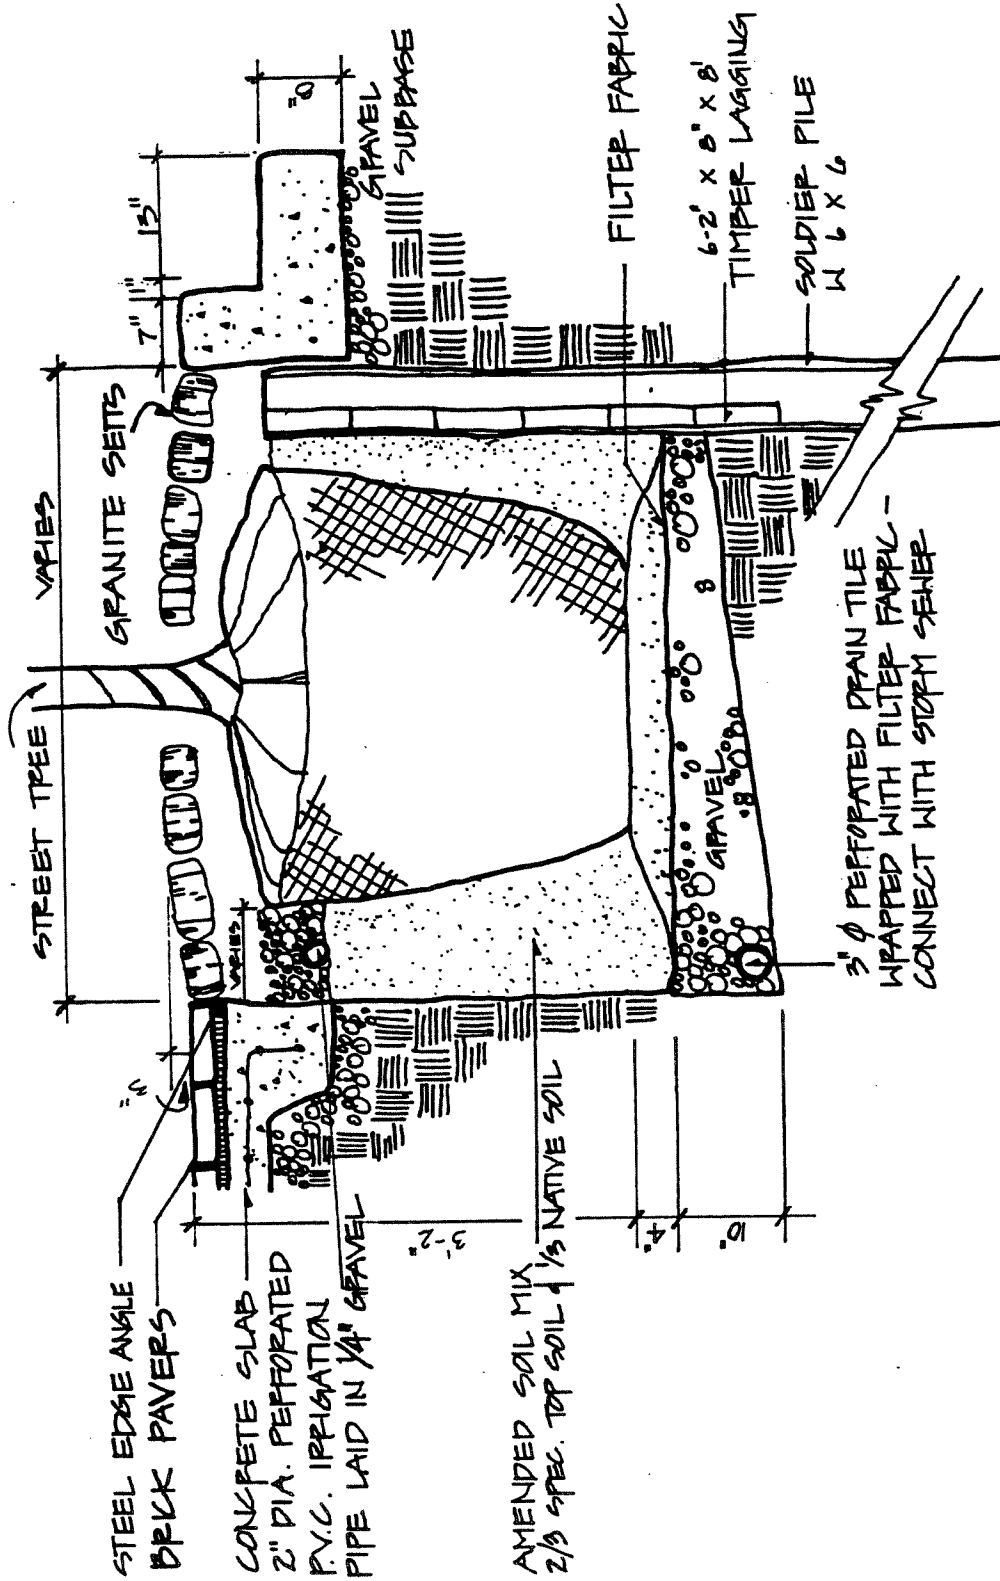 STEEL EDGE ANGLE
BRICK PAVERS
CONCRETE SLAB
2" DIA. PERFORATED
P.V.C. IRRIGATION
PIPE LAID IN 1/4" GRAVEL
AMENDED SOIL MIX
2/3 SPEC. TOP SOIL & 1/3 NATIVE SOIL
STREET TREE
VARIES
GRANITE SETTS
7"
1"
13"
GRAVEL
SUBBASE
3"
VARIES
3'-2"
4"
10"
GRAVEL
FILTER FABRIC
6-2" X 8" X 8'
TIMBER LAGGING
SOLDIER PILE
W 6 X 6
3" ϕ PERFORATED DRAIN TILE
WRAPPED WITH FILTER FABRIC -
CONNECT WITH STORM SEWER